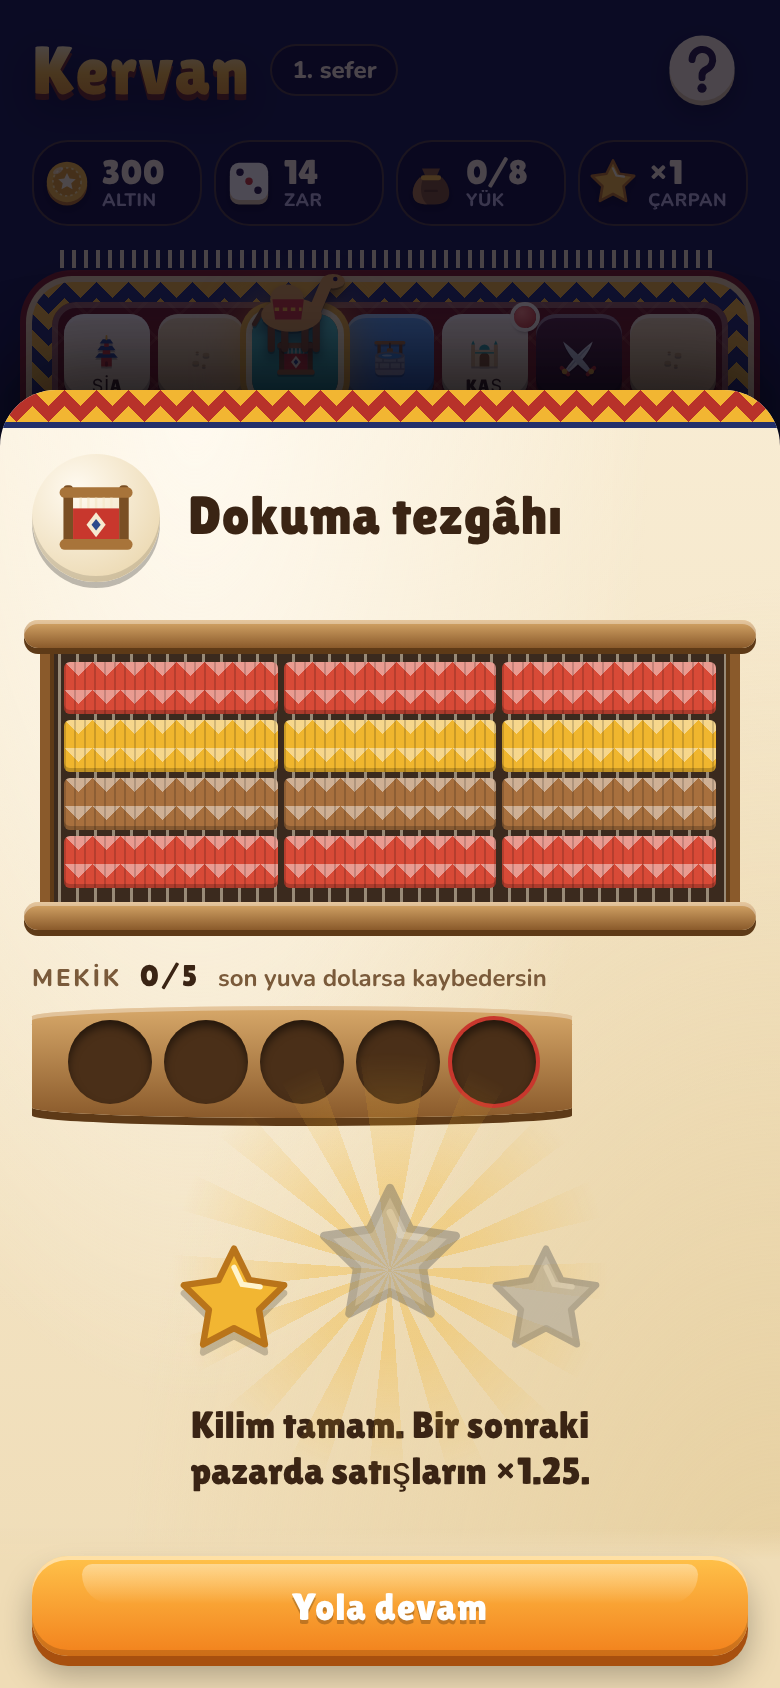 Kervan
1. sefer
?
300
ALTIN
14
ZAR
0/8
YÜK
×1
ÇARPAN
SİA
KAS
Dokuma tezgâhı
MEKİK 0/5 son yuva dolarsa kaybedersin
Kilim tamam. Bir sonraki
pazarda satışların ×1.25.
Yola devam